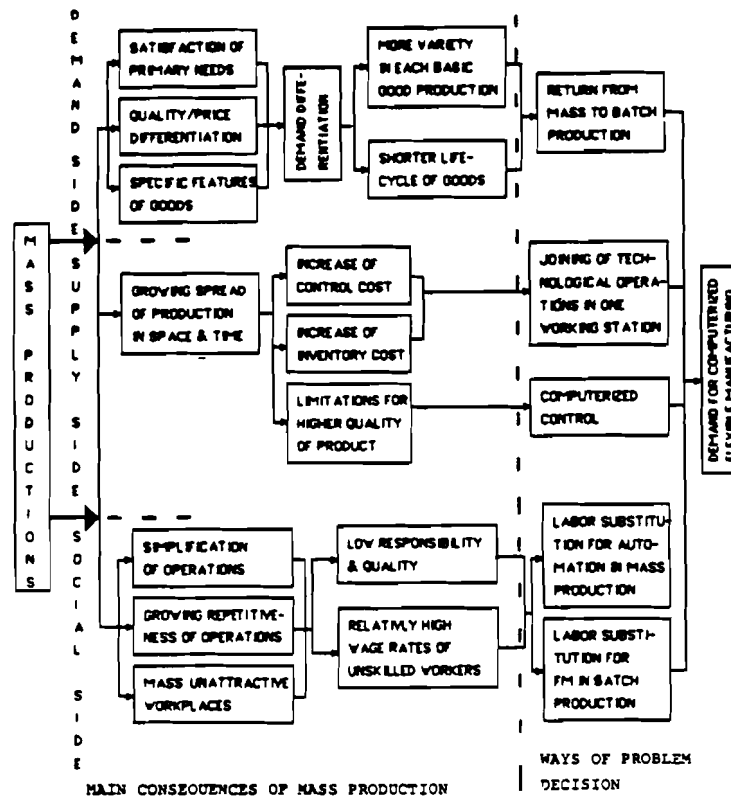 MASS PRODUCTIONS
DEMAND SIDE
SUPPLY SIDE
SOCIAL SIDE
SATISFACTION OF
PRIMARY NEEDS
QUALITY/PRICE
DIFFERENTIATION
SPECIFIC FEATURES
OF GOODS
DEMAND DIFFE-
RENTIATION
MORE VARIETY
IN EACH BASIC
GOOD PRODUCTION
SHORTER LIFE-
CYCLE OF GOODS
RETURN FROM
MASS TO BATCH
PRODUCTION
GROWING SPREAD
OF PRODUCTION
IN SPACE & TIME
INCREASE OF
CONTROL COST
INCREASE OF
INVENTORY COST
LIMITATIONS FOR
HIGHER QUALITY
OF PRODUCT
JOINING OF TECH-
NOLOGICAL OPERA-
TIONS IN ONE
WORKING STATION
COMPUTERIZED
CONTROL
DEMAND FOR COMPUTERIZED
FLEXIBLE MANUFACTURING
SIMPLIFICATION
OF OPERATIONS
GROWING REPETITIVE-
NESS OF OPERATIONS
MASS UNATTRACTIVE
WORKPLACES
LOW RESPONSIBILITY
& QUALITY
RELATIVLY HIGH
WAGE RATES OF
UNSKILLED WORKERS
LABOR SUBSTITU-
TION FOR AUTO-
MATION IN MASS
PRODUCTION
LABOR SUBSTI-
TUTION FOR
FM IN BATCH
PRODUCTION
MAIN CONSEQUENCES OF MASS PRODUCTION
WAYS OF PROBLEM
DECISION